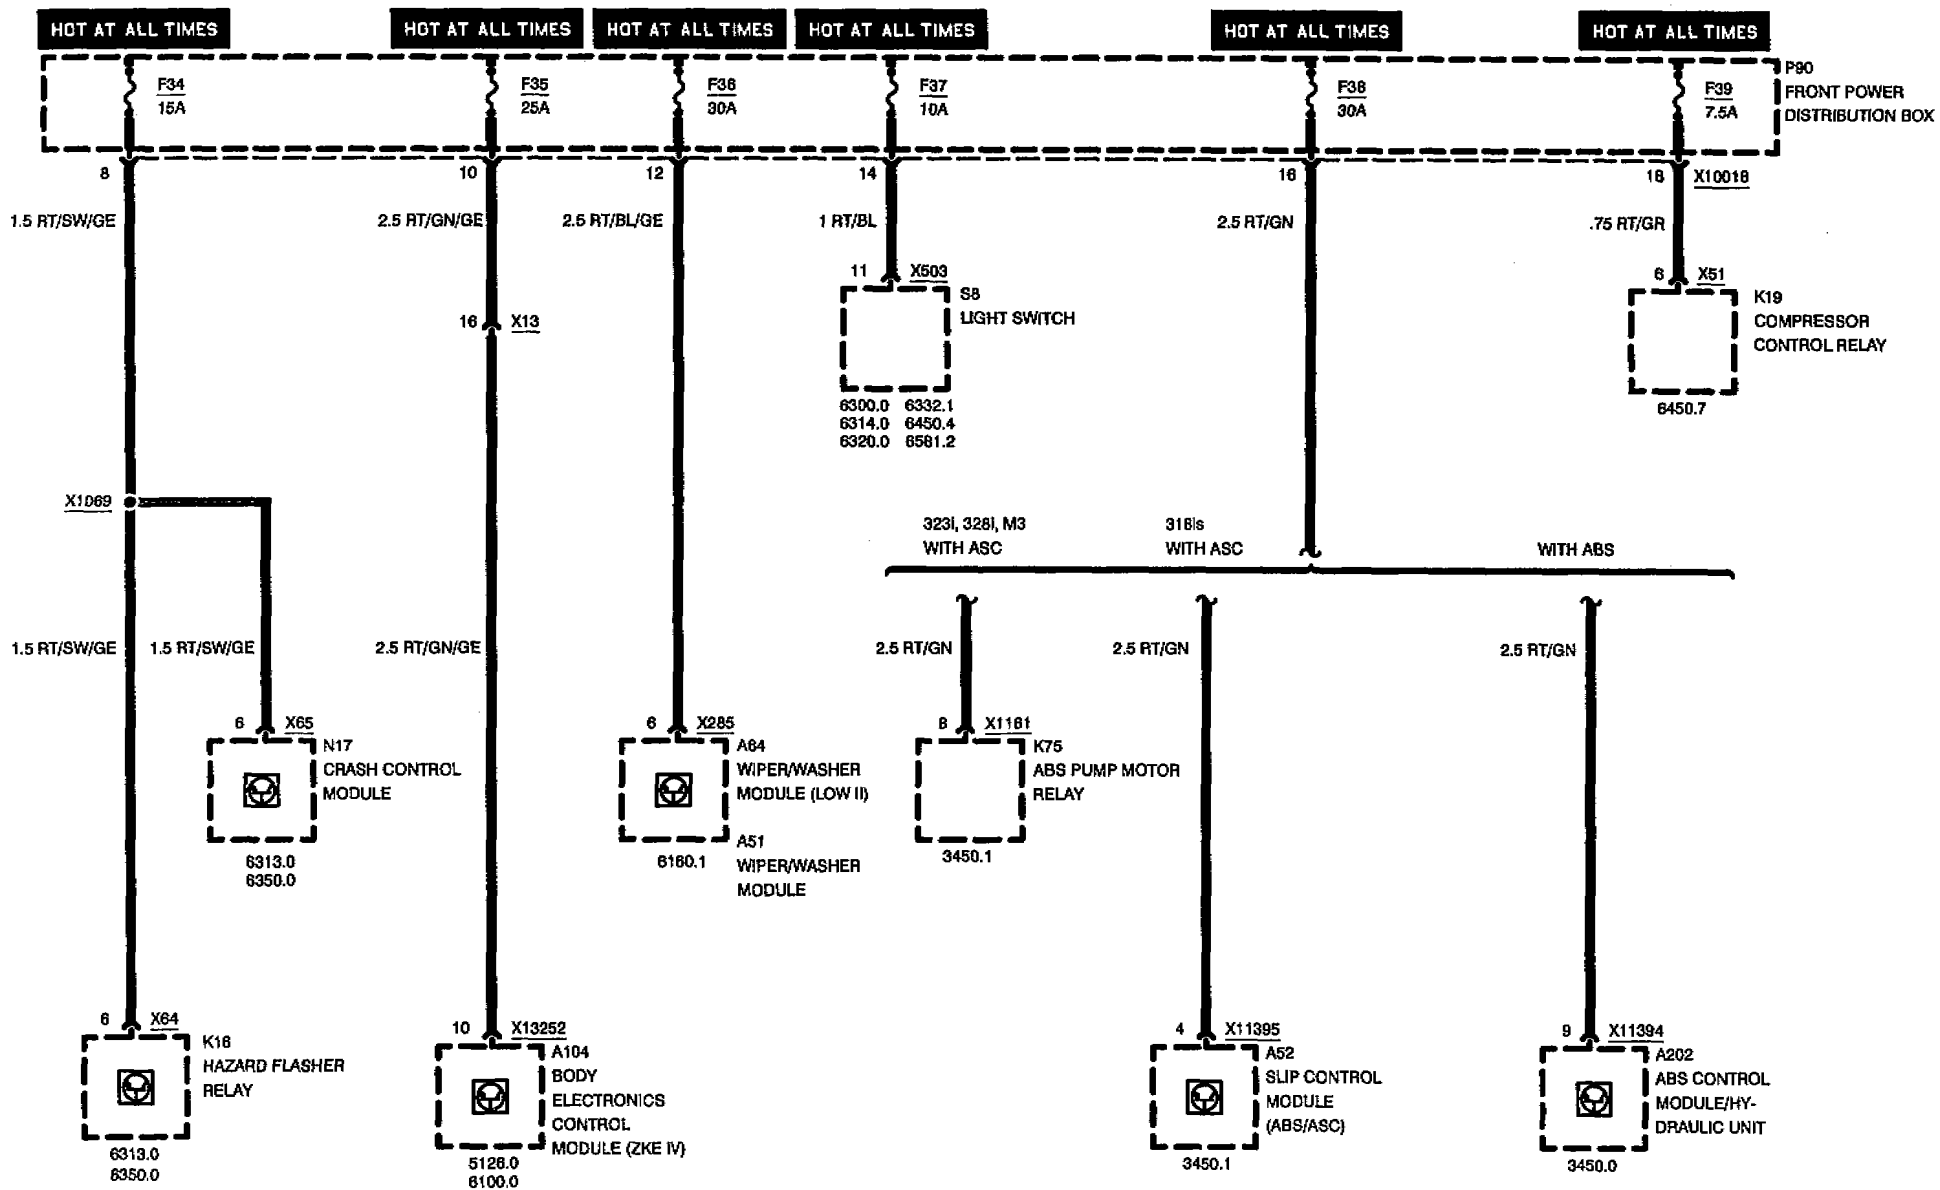 HOT AT ALL TIMES
HOT AT ALL TIMES
HOT AT ALL TIMES
HOT AT ALL TIMES
HOT AT ALL TIMES
HOT AT ALL TIMES
F34
15A
F35
25A
F36
30A
F37
10A
F38
30A
F39
7.5A
P90
FRONT POWER
DISTRIBUTION BOX
8
10
12
14
16
18
X10018
1.5 RT/SW/GE
2.5 RT/GN/GE
2.5 RT/BL/GE
1 RT/BL
2.5 RT/GN
.75 RT/GR
11
X503
S8
LIGHT SWITCH
6300.0 6332.1
6314.0 6450.4
6320.0 6581.2
6
X51
K19
COMPRESSOR
CONTROL RELAY
6450.7
16
X13
X1069
323i, 328i, M3
WITH ASC
318is
WITH ASC
WITH ABS
1.5 RT/SW/GE
1.5 RT/SW/GE
2.5 RT/GN/GE
2.5 RT/GN
2.5 RT/GN
2.5 RT/GN
6
X65
N17
CRASH CONTROL
MODULE
6313.0
6350.0
6
X285
A64
WIPER/WASHER
MODULE (LOW II)
A51
WIPER/WASHER
MODULE
6160.1
8
X1181
K75
ABS PUMP MOTOR
RELAY
3450.1
6
X64
K16
HAZARD FLASHER
RELAY
6313.0
6350.0
10
X13252
A104
BODY
ELECTRONICS
CONTROL
MODULE (ZKE IV)
5126.0
6100.0
4
X11395
A52
SLIP CONTROL
MODULE
(ABS/ASC)
3450.1
9
X11394
A202
ABS CONTROL
MODULE/HY-
DRAULIC UNIT
3450.0